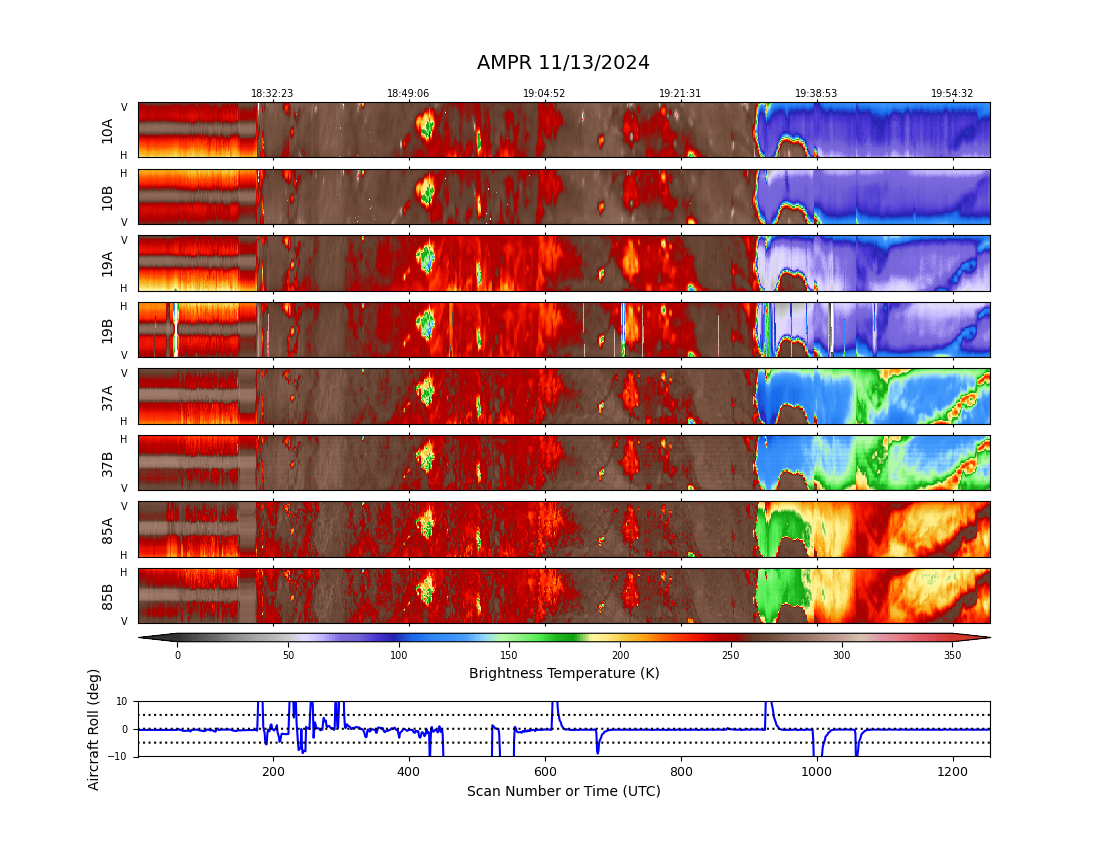 AMPR 11/13/2024
18:32:23 18:49:06 19:04:52 19:21:31 19:38:53 19:54:32
V
10A
H
H
10B
V
V
19A
H
H
19B
V
V
37A
H
H
37B
V
V
85A
H
H
85B
V
0 50 100 150 200 250 300 350
Brightness Temperature (K)
Aircraft Roll (deg)
10
0
−10
200 400 600 800 1000 1200
Scan Number or Time (UTC)